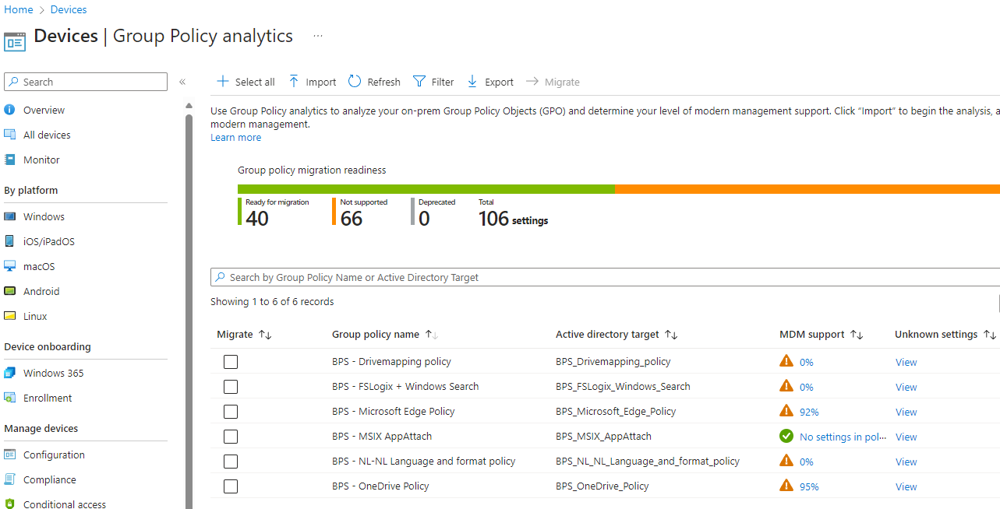 Home > Devices
Devices | Group Policy analytics ...
Search «
Select all Import Refresh Filter Export Migrate
Overview
All devices
Monitor
By platform
Windows
iOS/iPadOS
macOS
Android
Linux
Device onboarding
Windows 365
Enrollment
Manage devices
Configuration
Compliance
Conditional access
Use Group Policy analytics to analyze your on-prem Group Policy Objects (GPO) and determine your level of modern management support. Click “Import” to begin the analysis, a
modern management.
Learn more
Group policy migration readiness
Ready for migration Not supported Deprecated Total
40 66 0 106 settings
Search by Group Policy Name or Active Directory Target
Showing 1 to 6 of 6 records
Migrate ↑↓ Group policy name ↑↓ Active directory target ↑↓ MDM support ↑↓ Unknown settings ↑↓
BPS - Drivemapping policy BPS_Drivemapping_policy 0% View
BPS - FSLogix + Windows Search BPS_FSLogix_Windows_Search 0% View
BPS - Microsoft Edge Policy BPS_Microsoft_Edge_Policy 92% View
BPS - MSIX AppAttach BPS_MSIX_AppAttach No settings in pol... View
BPS - NL-NL Language and format policy BPS_NL_NL_Language_and_format_policy 0% View
BPS - OneDrive Policy BPS_OneDrive_Policy 95% View